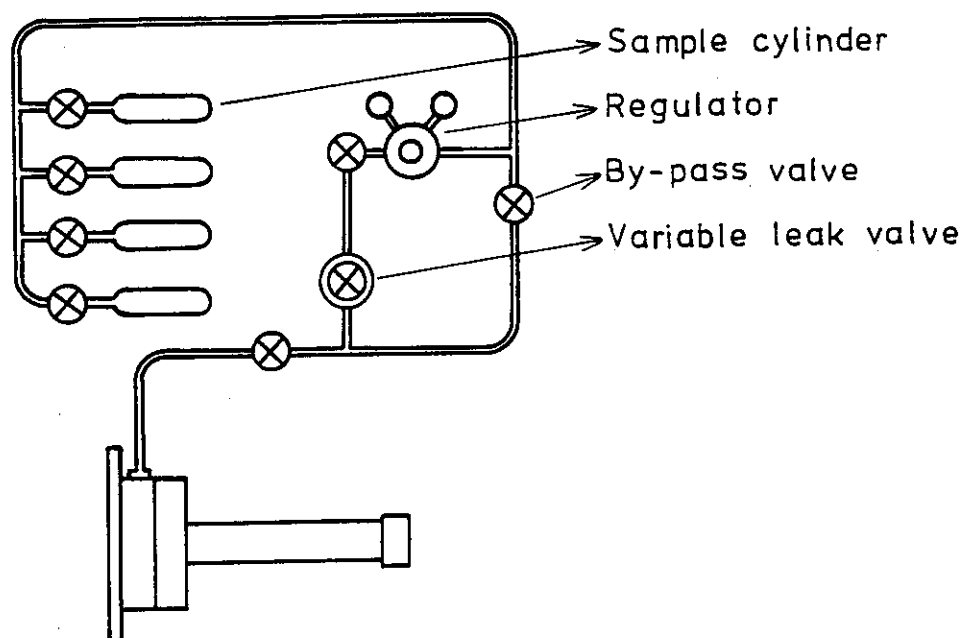 Sample cylinder
Regulator
By-pass valve
Variable leak valve